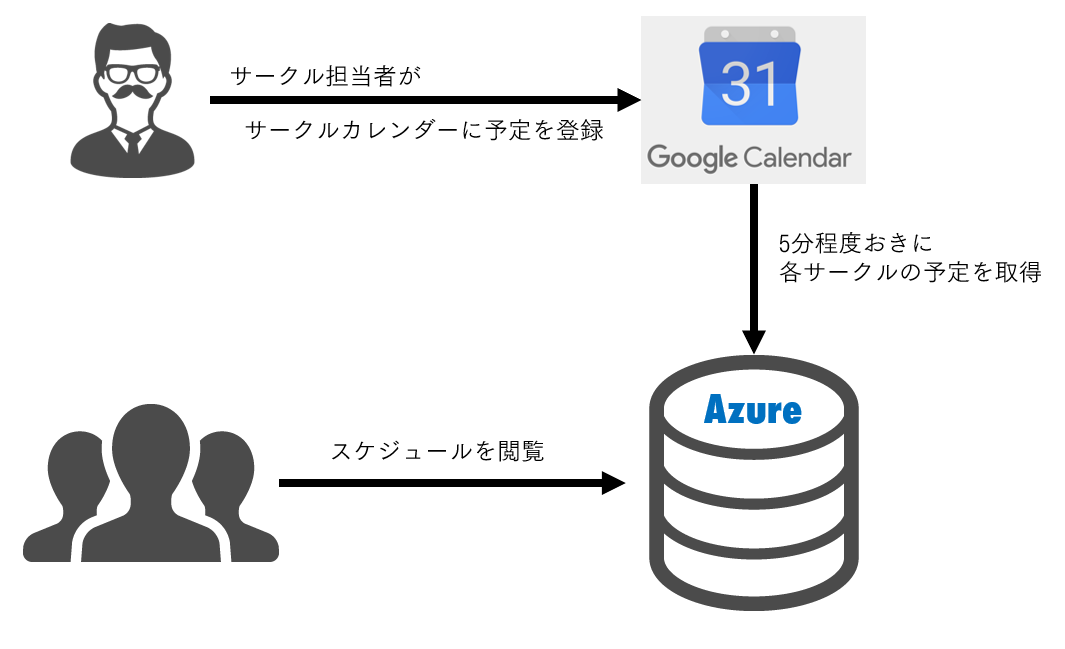 サークル担当者が
サークルカレンダーに予定を登録
31
Google Calendar
5分程度おきに
各サークルの予定を取得
Azure
スケジュールを閲覧